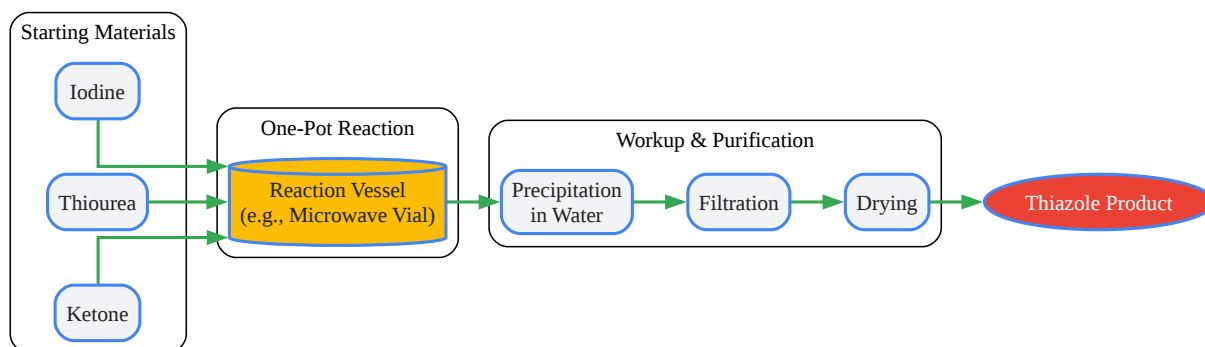 Starting Materials
Iodine
Thiourea
Ketone
One-Pot Reaction
Reaction Vessel
(e.g., Microwave Vial)
Workup & Purification
Precipitation
in Water
Filtration
Drying
Thiazole Product